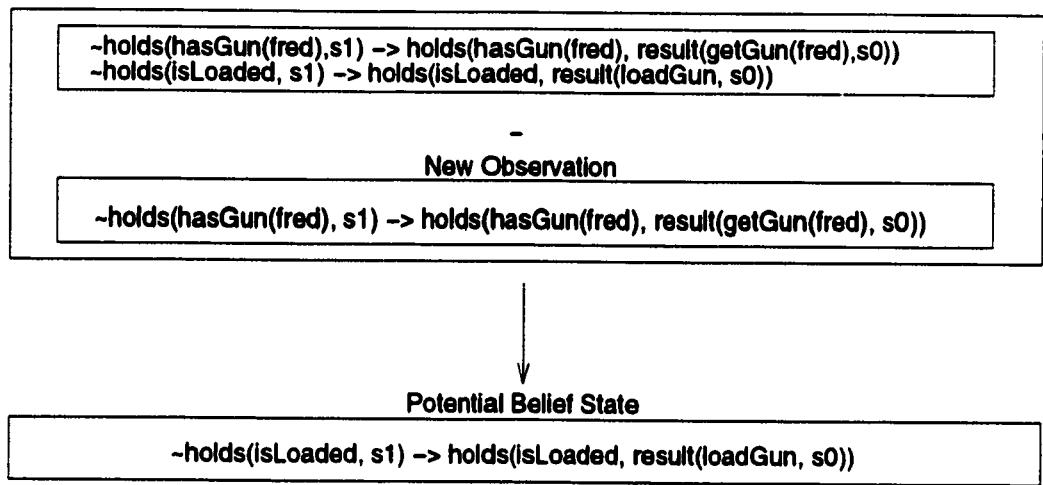 ~holds(hasGun(fred),s1) -> holds(hasGun(fred), result(getGun(fred),s0))
~holds(isLoaded, s1) -> holds(isLoaded, result(loadGun, s0))
-
New Observation
~holds(hasGun(fred), s1) -> holds(hasGun(fred), result(getGun(fred), s0))
Potential Belief State
~holds(isLoaded, s1) -> holds(isLoaded, result(loadGun, s0))